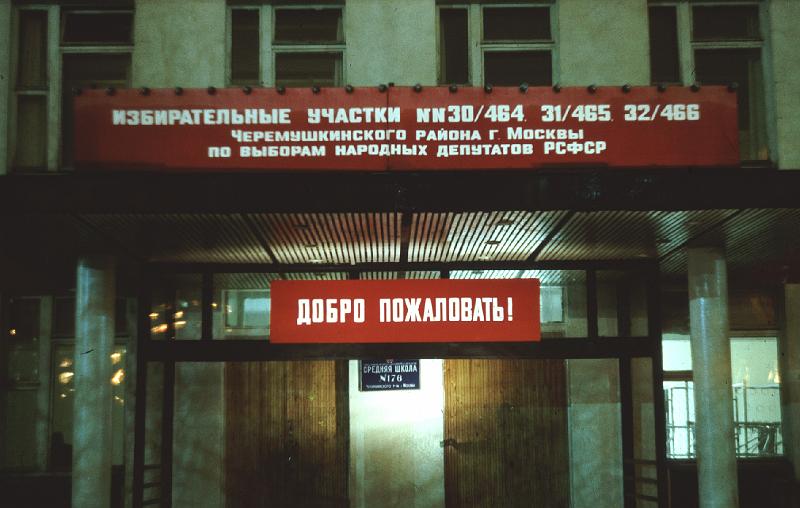 ИЗБИРАТЕЛЬНЫЕ УЧАСТКИ NN30/464, 31/465, 32/466
ЧЕРЕМУШКИНСКОГО РАЙОНА Г. МОСКВЫ
ПО ВЫБОРАМ НАРОДНЫХ ДЕПУТАТОВ РСФСР
ДОБРО ПОЖАЛОВАТЬ!
СРЕДНЯЯ ШКОЛА
№176